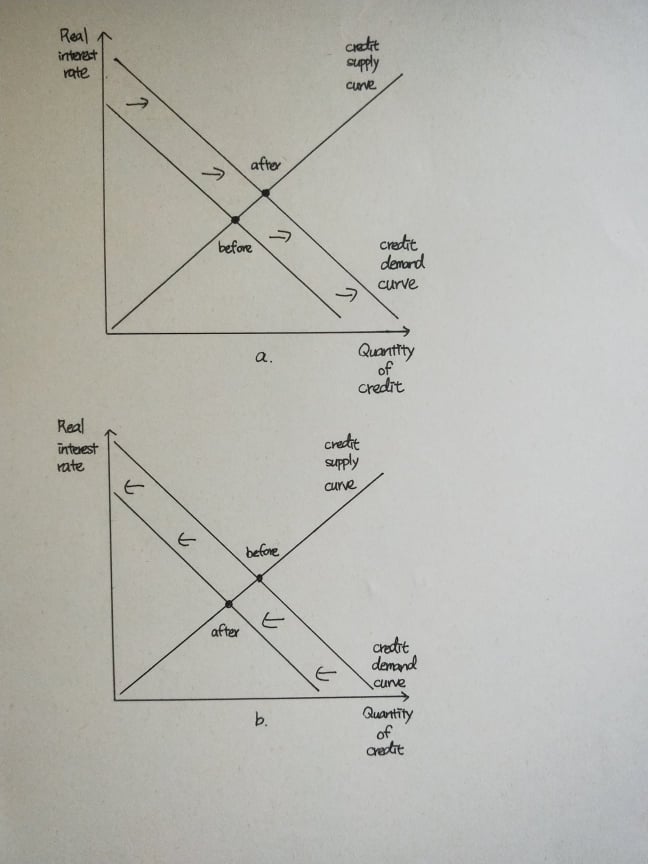 Real
interest
rate
credit
supply
curve
after
before
credit
demand
curve
Quantity
of
credit
a.
Real
interest
rate
credit
supply
curve
before
after
credit
demand
curve
Quantity
of
credit
b.